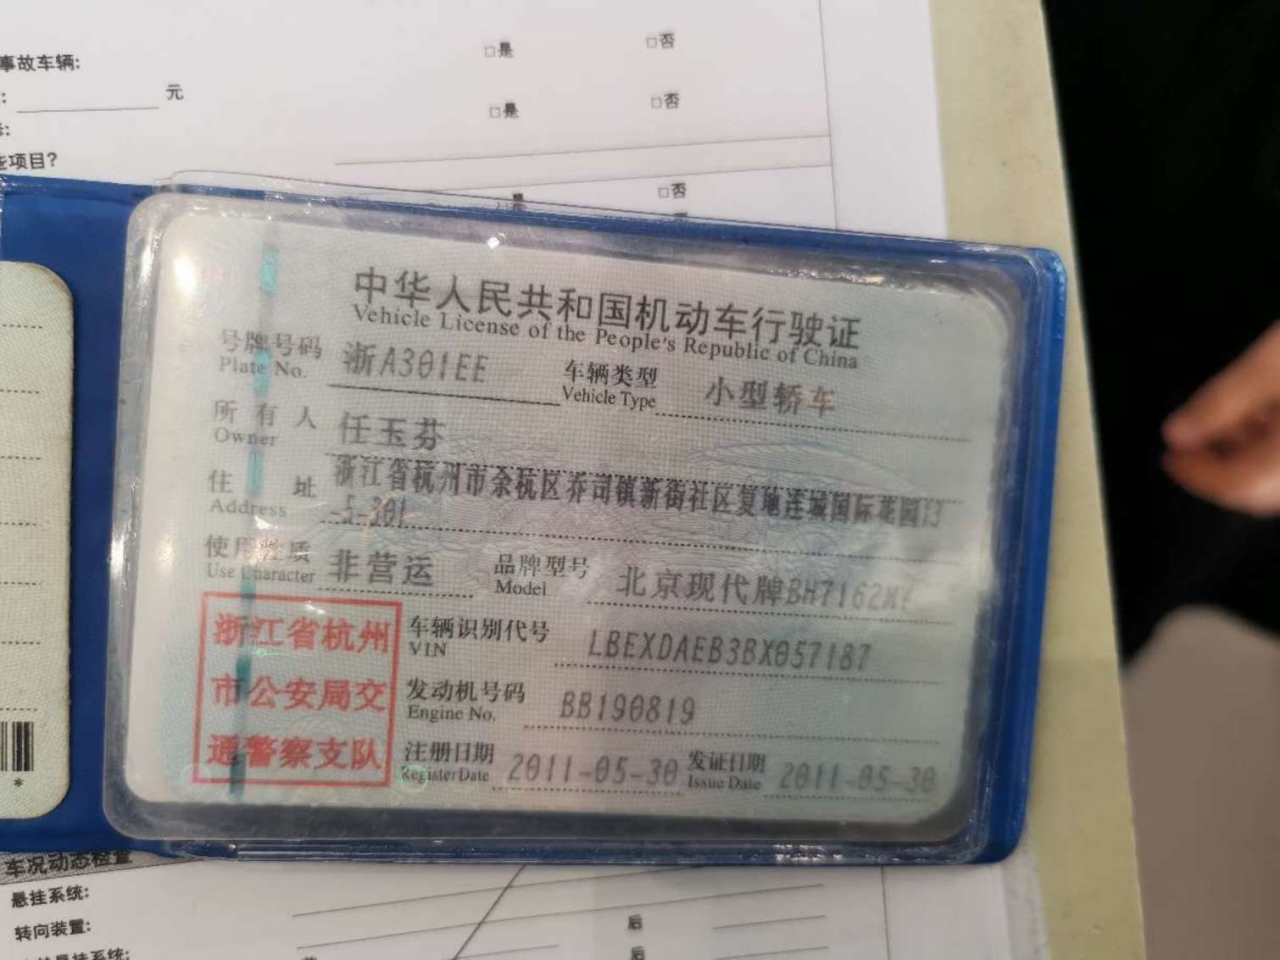 事故车辆:
□是 □否
: 元
□是 □否
项目?
□否
中华人民共和国机动车行驶证
Vehicle License of the People's Republic of China
号牌号码 浙A301EE 车辆类型 小型轿车
Plate No. Vehicle Type
所有人 任玉芬
Owner
住址 浙江省杭州市余杭区乔司镇新街社区复地连城国际花园13
Address -5-301
使用性质 非营运 品牌型号 北京现代牌BH7162
Use Character Model
浙江省杭州
市公安局交
通警察支队
车辆识别代号 LBEXDAEB3BX057187
VIN
发动机号码 BB190819
Engine No.
注册日期 2011-05-30 发证日期 2011-05-30
Register Date Issue Date
*
车况动态检查
悬挂系统:
转向装置: 后
悬挂系统: 后